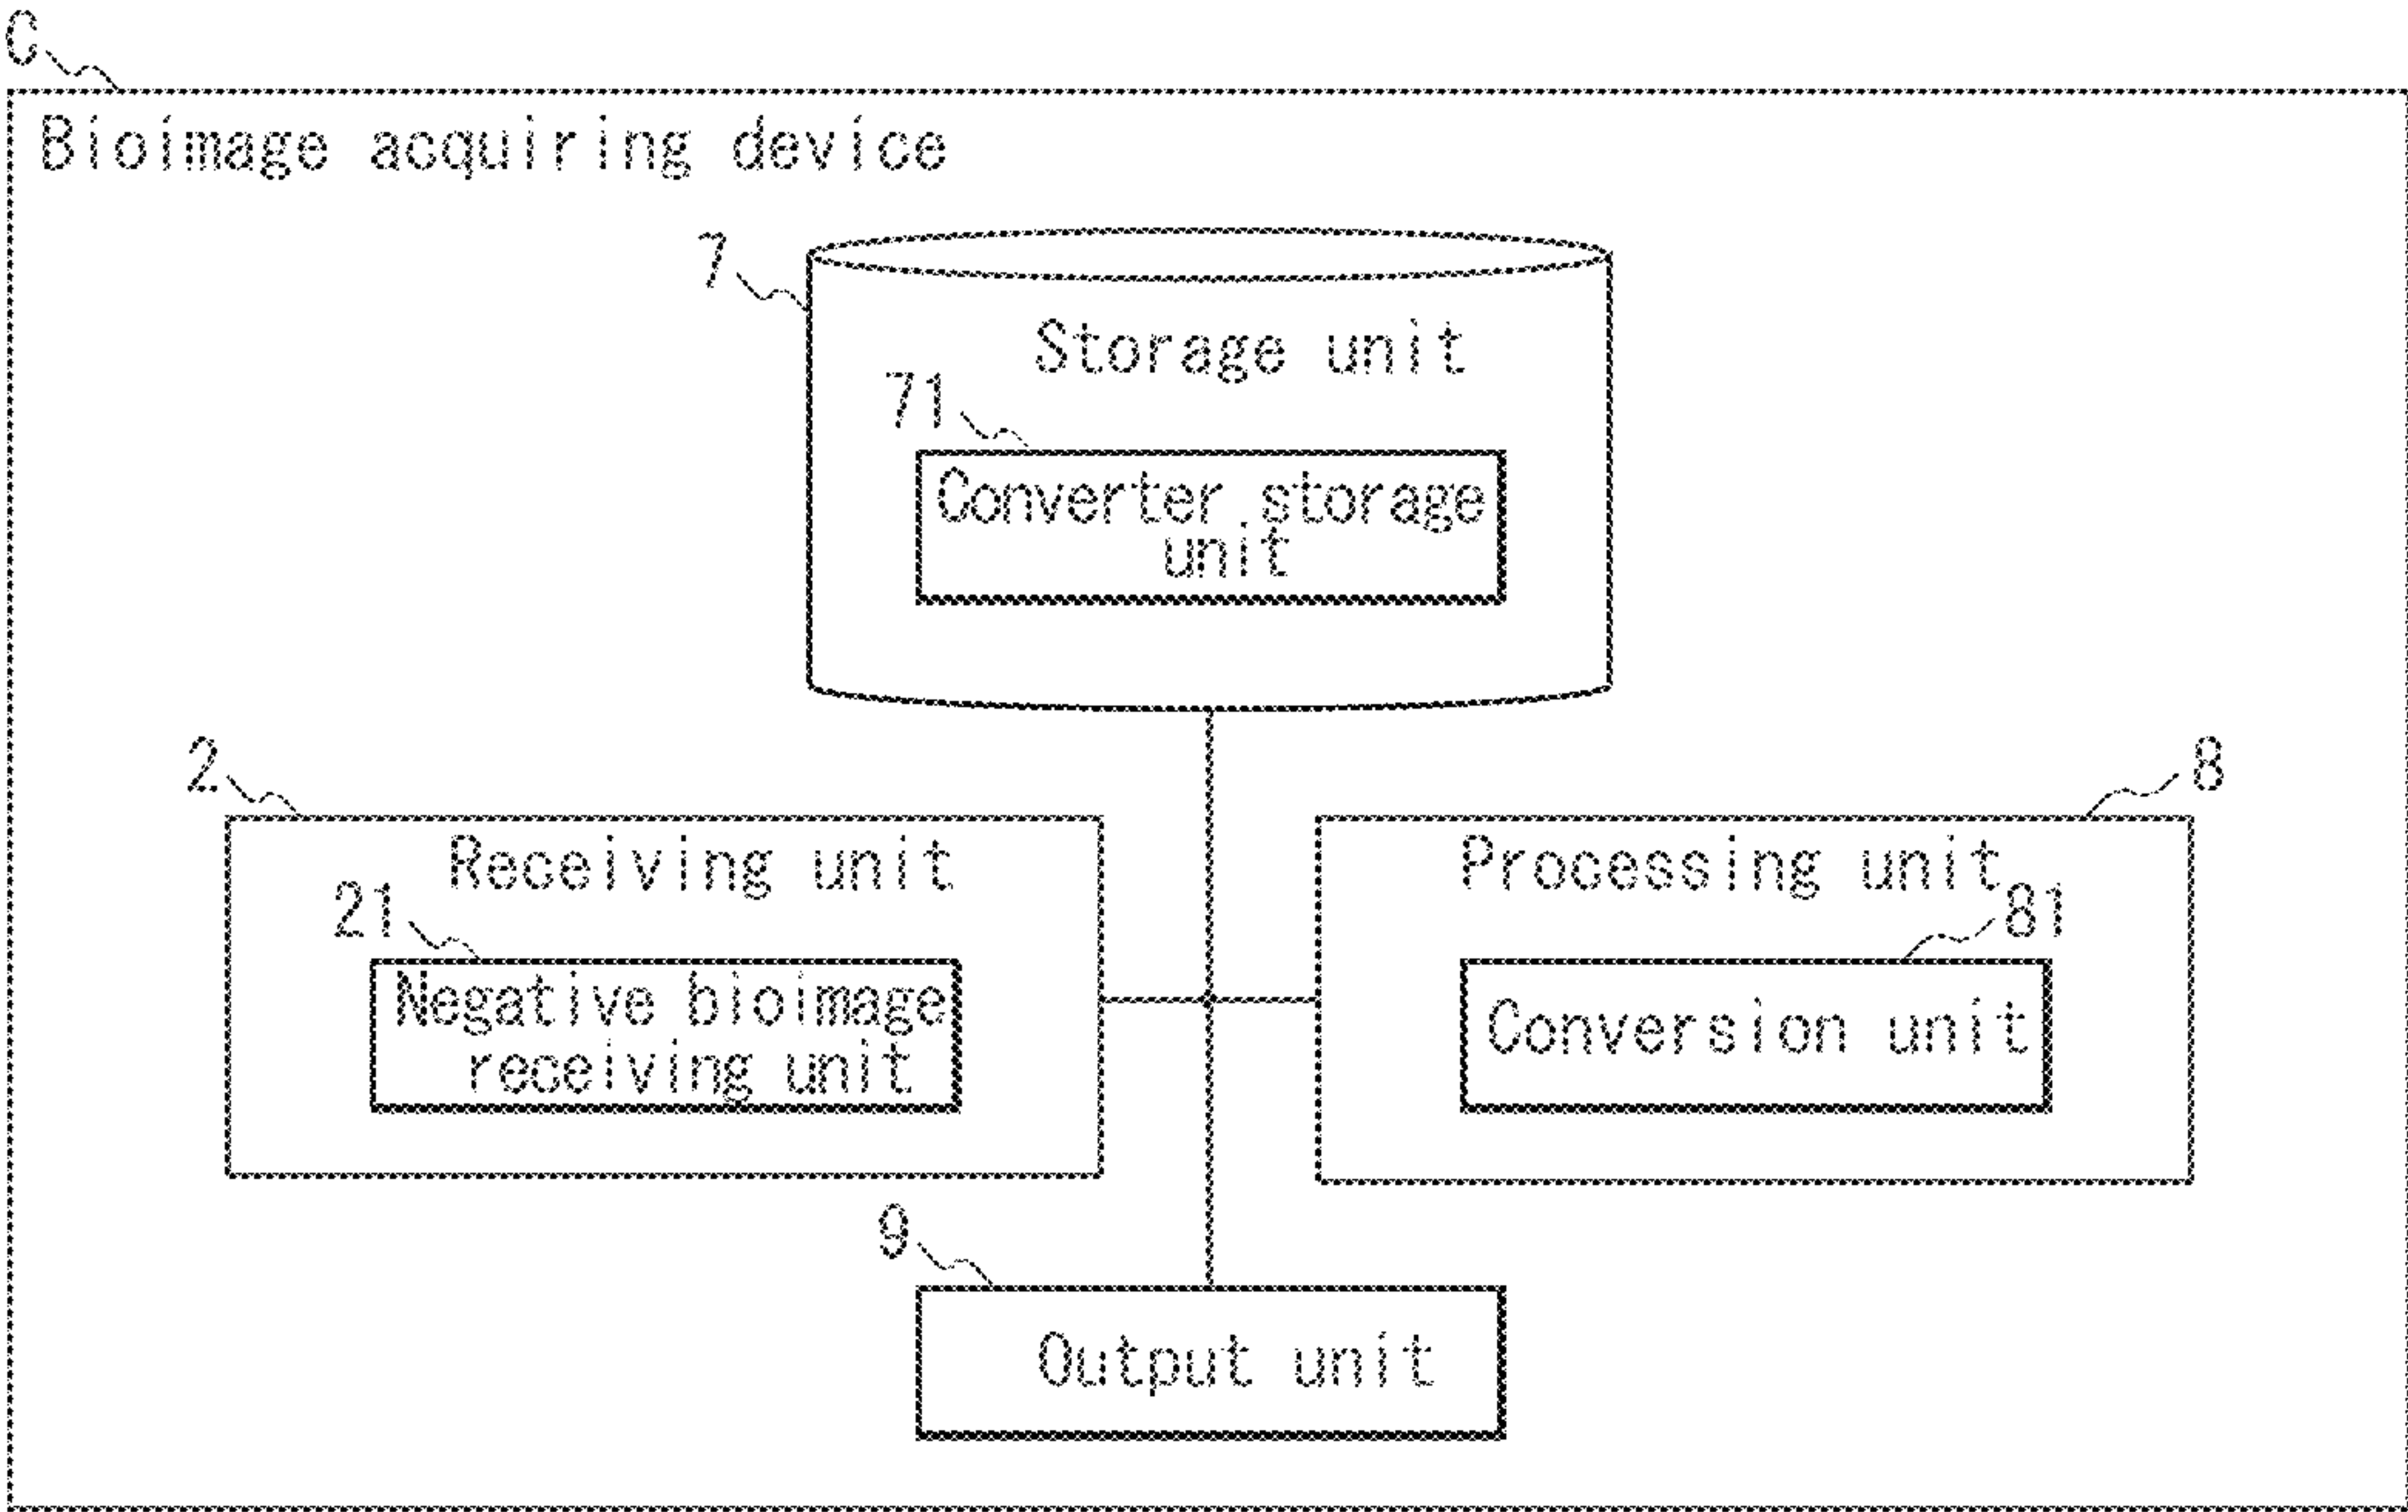 C
Bioimage acquiring device
7
Storage unit
71
Converter storage
unit
2
Receiving unit
21
Negative bioimage
receiving unit
8
Processing unit
81
Conversion unit
9
Output unit